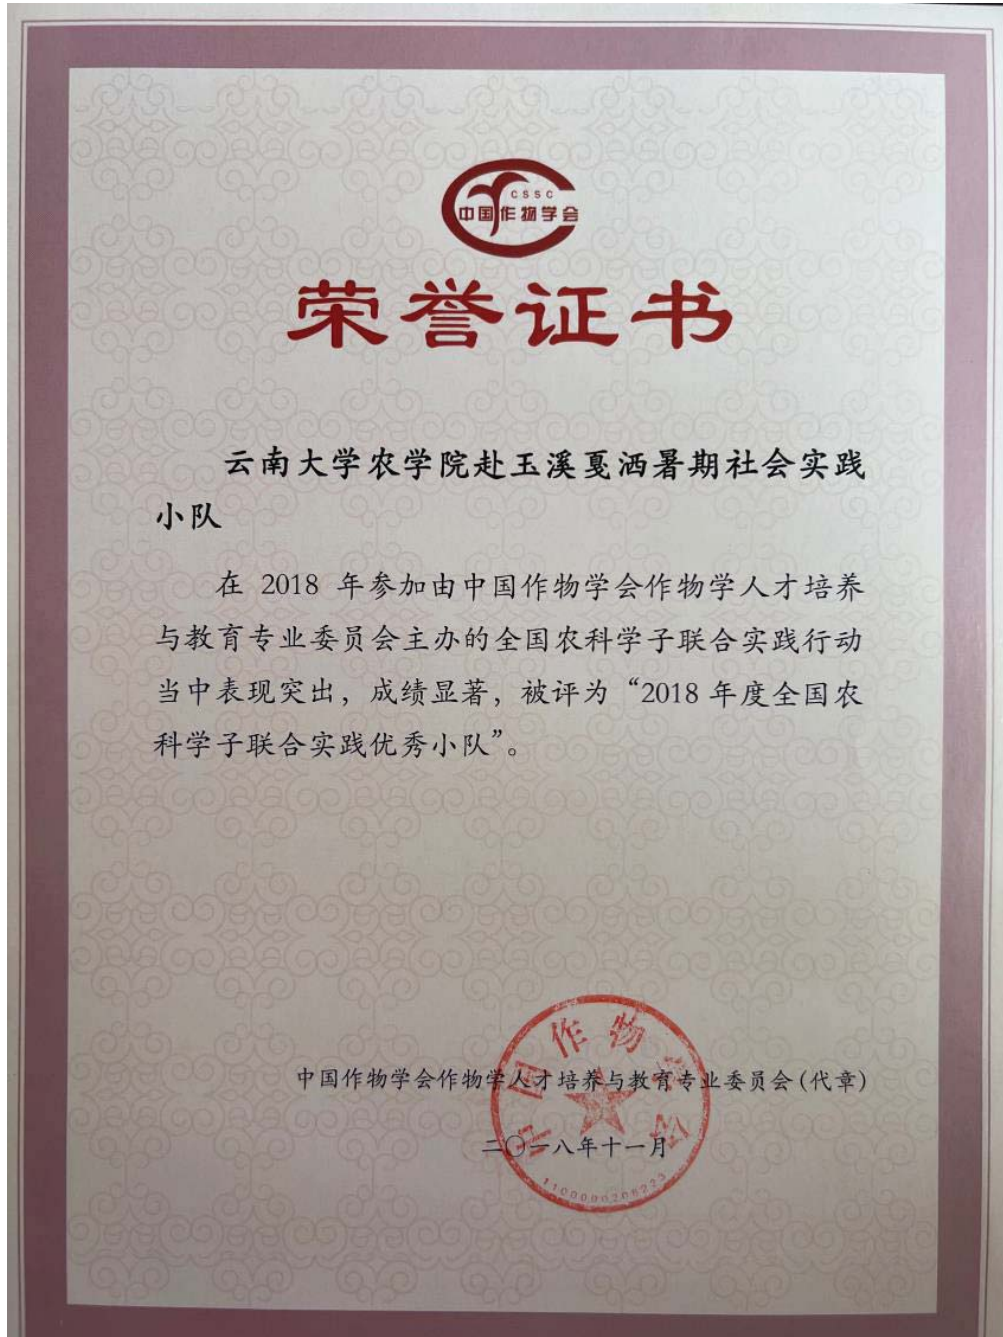 CSSC
中国作物学会
荣誉证书
云南大学农学院赴玉溪戛洒暑期社会实践
小队
在 2018 年参加由中国作物学会作物学人才培养
与教育专业委员会主办的全国农科学子联合实践行动
当中表现突出，成绩显著，被评为“2018 年度全国农
科学子联合实践优秀小队”。
中国作物学会
中国作物学会作物学人才培养与教育专业委员会(代章)
二〇一八年十一月